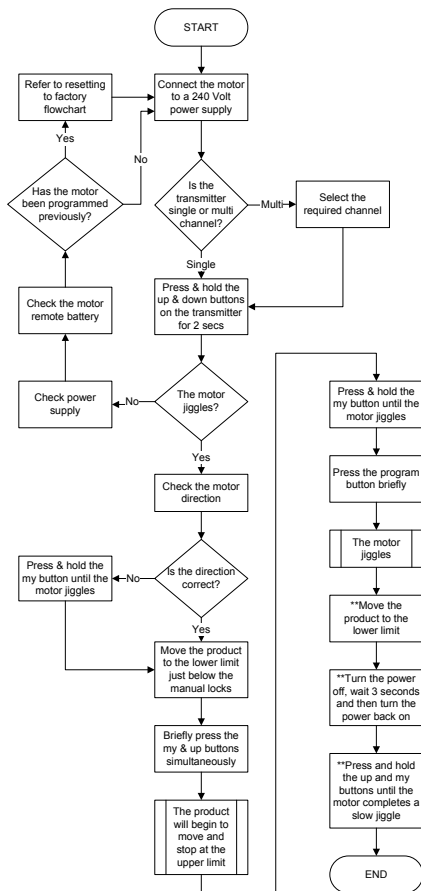 START
Refer to resetting
to factory
flowchart
Connect the motor
to a 240 Volt
power supply
Yes
No
Has the motor
been programmed
previously?
Is the
transmitter
single or multi
channel?
Multi
Select the
required channel
Single
Check the motor
remote battery
Press & hold the
up & down buttons
on the transmitter
for 2 secs
Check power
supply
No
The motor
jiggles?
Yes
Check the motor
direction
Press & hold the
my button until the
motor jiggles
No
Is the direction
correct?
Yes
Move the product
to the lower limit
just below the
manual locks
Briefly press the
my & up buttons
simultaneously
The product
will begin to
move and
stop at the
upper limit
Press & hold the
my button until the
motor jiggles
Press the program
button briefly
The motor
jiggles
**Move the
product to the
lower limit
**Turn the power
off, wait 3 seconds
and then turn the
power back on
**Press and hold
the up and my
buttons until the
motor completes a
slow jiggle
END